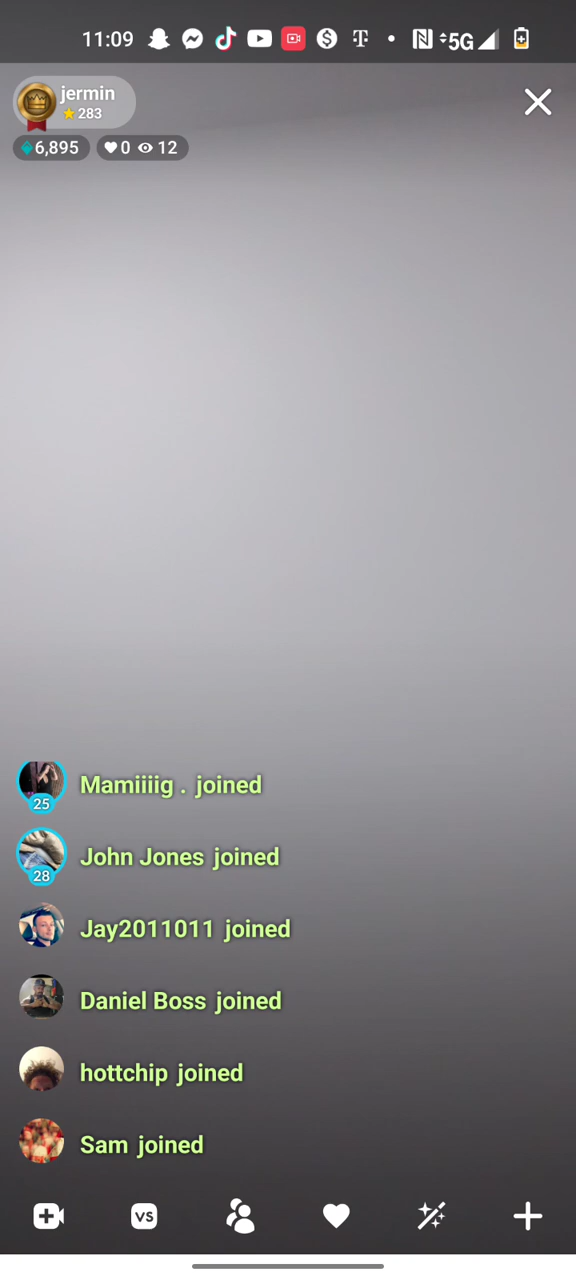 11:09
5G
jermin
283
6,895
0
12
Mamiiiig . joined
25
John Jones joined
28
Jay2011011 joined
Daniel Boss joined
hottchip joined
Sam joined
VS